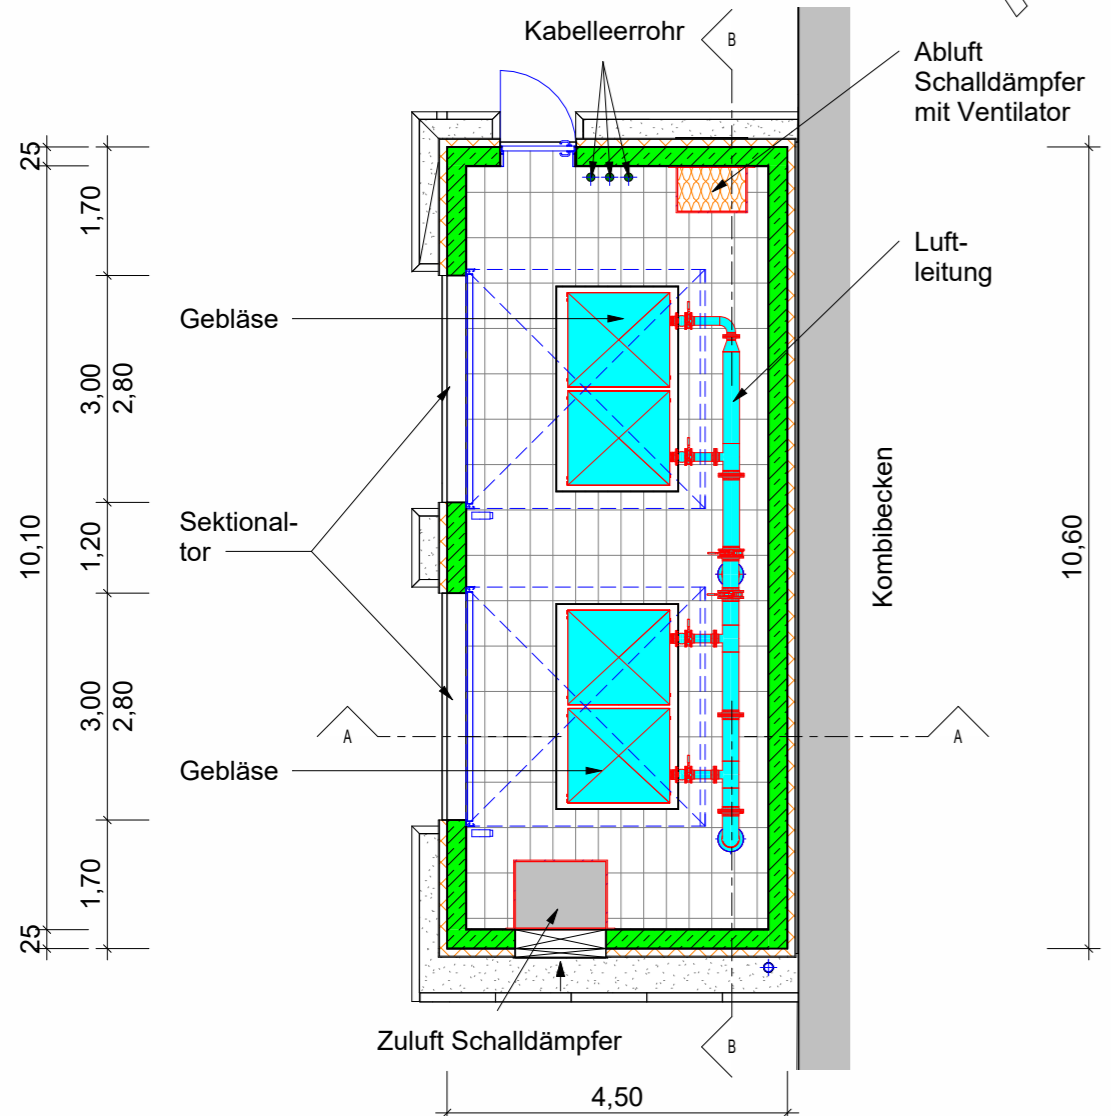 Kabelleerrohr
B
Abluft
Schalldämpfer
mit Ventilator
25
1,70
Luft-
leitung
Gebläse
3,00
2,80
10,10
Sektional-
tor
1,20
Kombibecken
10,60
3,00
2,80
A
A
Gebläse
1,70
25
Zuluft Schalldämpfer
B
4,50